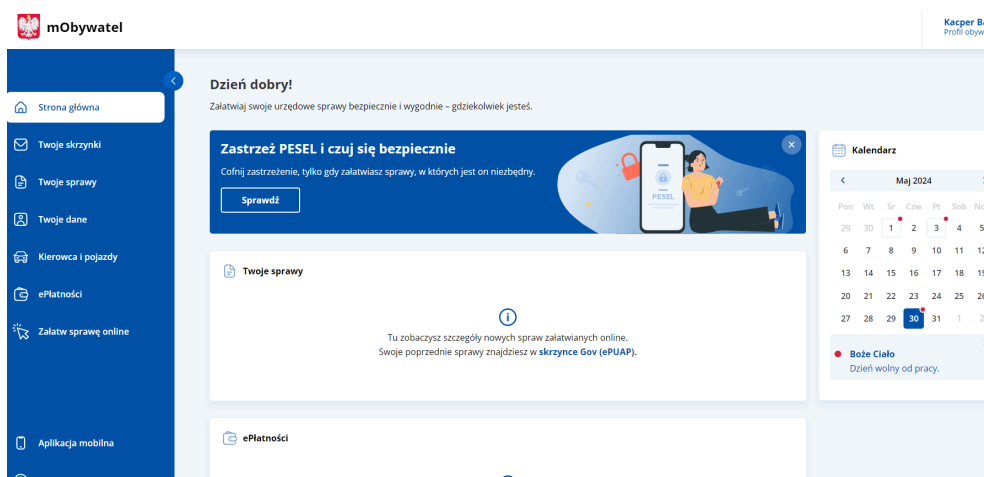 mObywatel
Kacper
Profil
Strona główna
Twoje skrzynki
Twoje sprawy
Twoje dane
Kierowca i pojazdy
ePłatności
Załatw sprawę online
Aplikacja mobilna
Dzień dobry!
Załatwiaj swoje urzędowe sprawy bezpiecznie i wygodnie – gdziekolwiek jesteś.
Zastrzeż PESEL i czuj się bezpiecznie
Cofnij zastrzeżenie, tylko gdy załatwiasz sprawy, w których jest on niezbędny.
Sprawdź
PESEL
Twoje sprawy
Tu zobaczysz szczegóły nowych spraw załatwianych online.
Swoje poprzednie sprawy znajdziesz w skrzynce Gov (ePUAP).
ePłatności
Kalendarz
Maj 2024
Pon Wt Śr Czw Pt Sob
29 30 1 2 3 4 5
6 7 8 9 10 11 12
13 14 15 16 17 18 19
20 21 22 23 24 25 26
27 28 29 30 31 1 2
Boże Ciało
Dzień wolny od pracy.